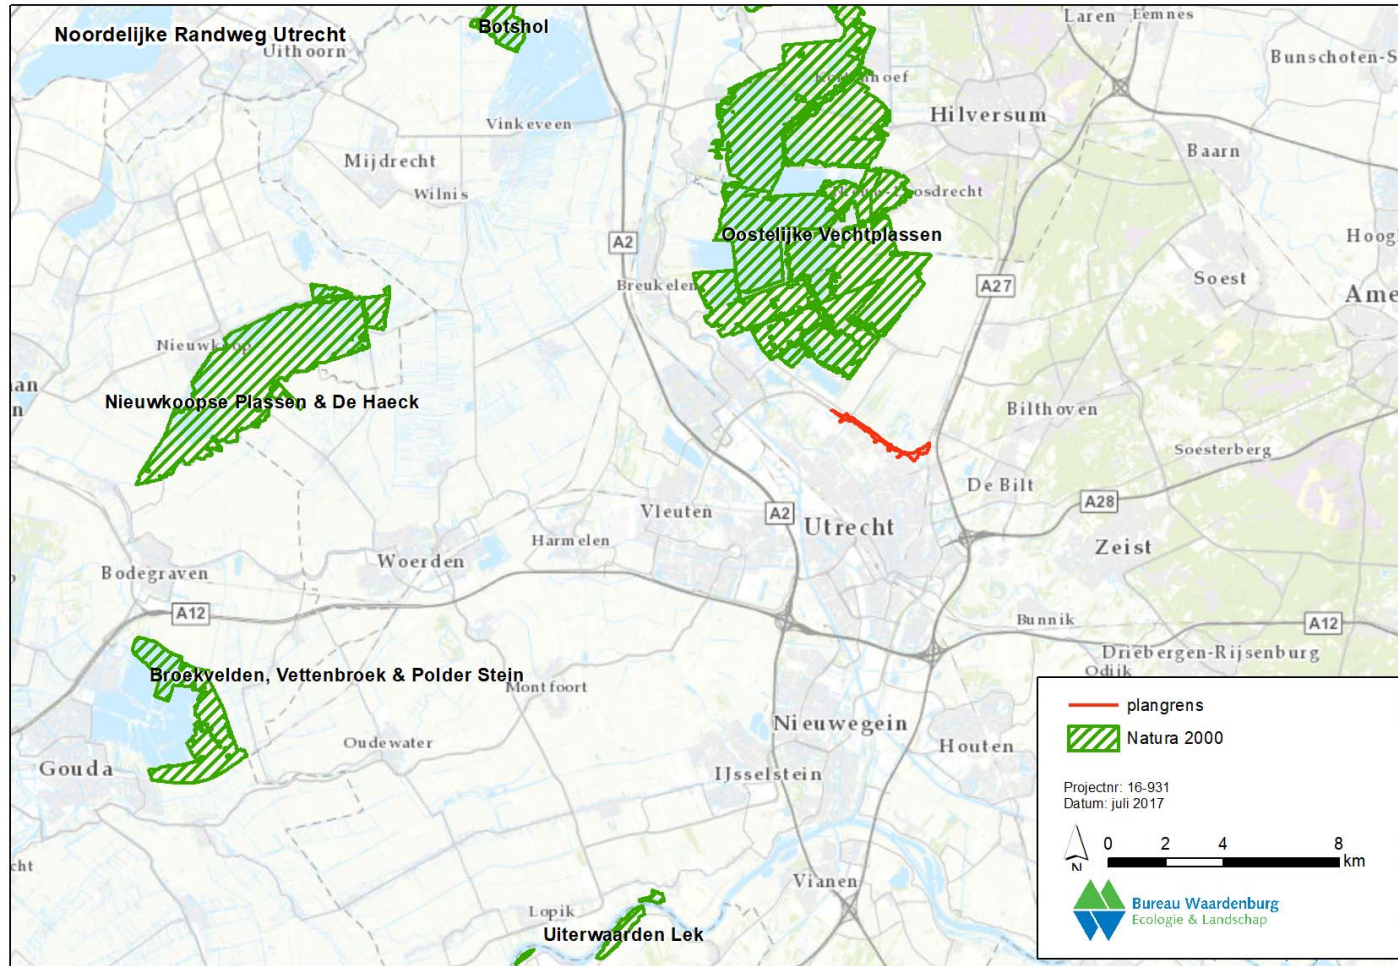 Noordelijke Randweg Utrecht
Botshol
Laren
Eemnes
Uithoorn
Bunschoten-S
Hilversum
Vinkeveen
Mijdrecht
Baarn
Wilnis
Oostelijke Vechtplassen
A2
Hoog
Breukelen
A27
Soest
Ame
Nieuwkoop
an
n
Nieuwkoopse Plassen & De Haeck
Bilthoven
Soesterberg
De Bilt
A28
Vleuten
A2
Utrecht
Harmelen
Zeist
Woerden
Bodegraven
A12
Bunnik
A12
Driebergen-Rijsenburg
Odijk
Broekvelden, Vettenbroek & Polder Stein
Montfoort
Nieuwegein
Houten
Oudewater
Gouda
IJsselstein
cht
Vianen
Lopik
Uiterwaarden Lek
plangrens
Natura 2000
Projectnr: 16-931
Datum: juli 2017
N
0 2 4 8
km
Bureau Waardenburg
Ecologie & Landschap